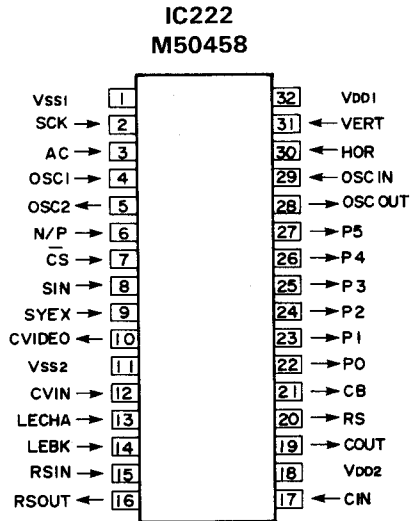 IC222
M50458
VSS1 1 32 VDD1
SCK → 2 31 ← VERT
AC → 3 30 ← HOR
OSC1 → 4 29 ← OSC IN
OSC2 ← 5 28 → OSC OUT
N/P → 6 27 → P5
C̅S̅ → 7 26 → P4
SIN → 8 25 → P3
SYEX → 9 24 → P2
CVIDEO ← 10 23 → P1
VSS2 11 22 → P0
CVIN → 12 21 → CB
LECHA → 13 20 → RS
LEBK → 14 19 → COUT
RSIN → 15 18 VDD2
RSOUT ← 16 17 ← CIN